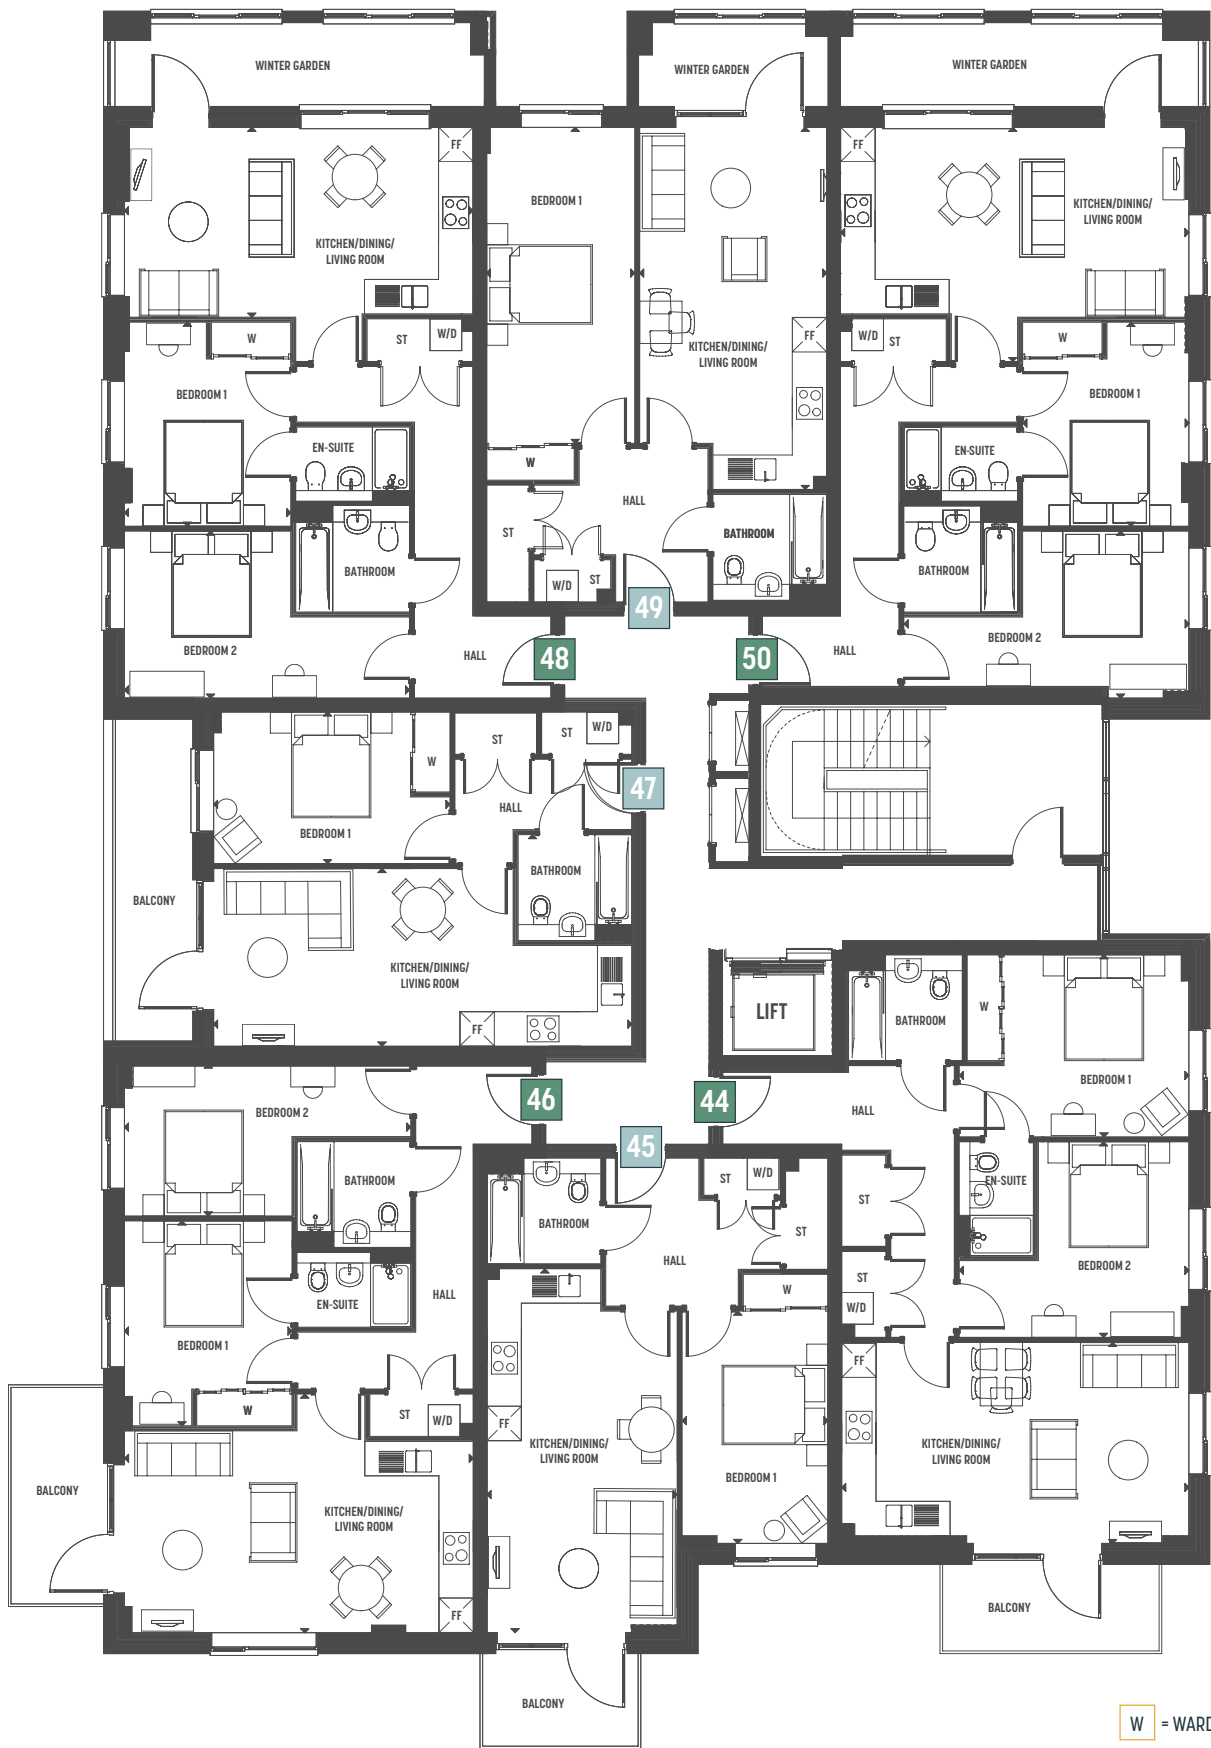 WINTER GARDEN
WINTER GARDEN
WINTER GARDEN
FF
KITCHEN/DINING/
LIVING ROOM
BEDROOM 1
KITCHEN/DINING/
LIVING ROOM
FF
FF
KITCHEN/DINING/
LIVING ROOM
W
ST
W/D
BEDROOM 1
EN-SUITE
BATHROOM
BEDROOM 2
HALL
48
W
ST
HALL
W/D
ST
BATHROOM
49
W/D
ST
W
BEDROOM 1
EN-SUITE
BATHROOM
BEDROOM 2
HALL
50
W
ST
ST
W/D
47
HALL
BEDROOM 1
BATHROOM
BALCONY
KITCHEN/DINING/
LIVING ROOM
FF
LIFT
BATHROOM
W
BEDROOM 1
HALL
44
EN-SUITE
ST
BEDROOM 2
ST
W/D
FF
KITCHEN/DINING/
LIVING ROOM
BALCONY
46
BEDROOM 2
BATHROOM
EN-SUITE
HALL
BEDROOM 1
W
ST
W/D
BALCONY
KITCHEN/DINING/
LIVING ROOM
FF
45
BATHROOM
ST
W/D
ST
HALL
W
FF
KITCHEN/DINING/
LIVING ROOM
BEDROOM 1
BALCONY
W = WARD